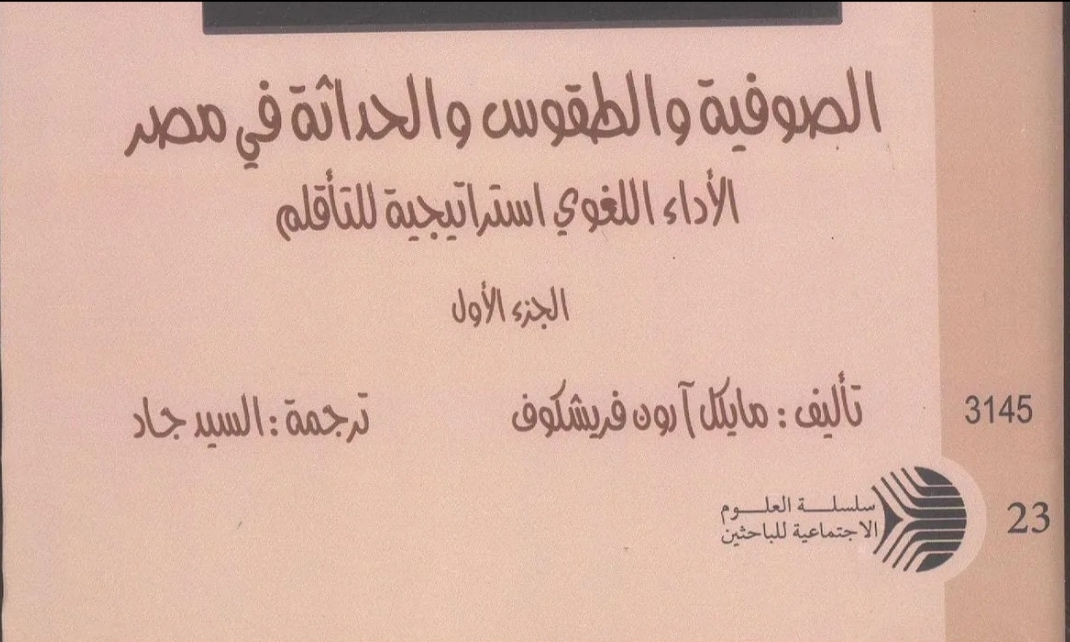 الصوفية والطقوس والحداثة في مصر
الأداء اللغوي استراتيجية للتأقلم
الجزء الأول
تأليف : مايكل آرون فريشكوف ترجمة : السيد جاد
3145
سلسلة العلوم
الاجتماعية للباحثين
23